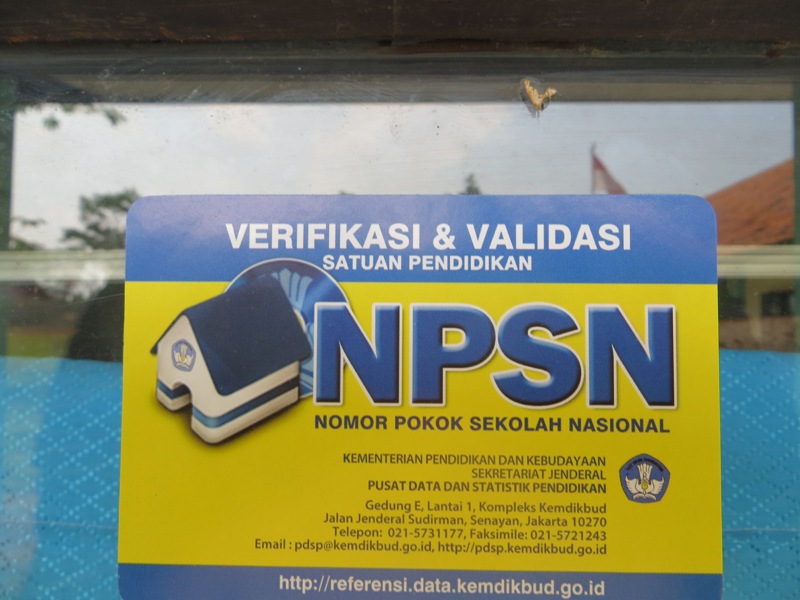 VERIFIKASI & VALIDASI
SATUAN PENDIDIKAN
NPSN
NOMOR POKOK SEKOLAH NASIONAL
KEMENTERIAN PENDIDIKAN DAN KEBUDAYAAN
SEKRETARIAT JENDERAL
PUSAT DATA DAN STATISTIK PENDIDIKAN
Gedung E, Lantai 1, Kompleks Kemdikbud
Jalan Jenderal Sudirman, Senayan, Jakarta 10270
Telepon: 021-5731177, Faksimile: 021-5721243
Email : pdsp@kemdikbud.go.id, http://pdsp.kemdikbud.go.id
http://referensi.data.kemdikbud.go.id